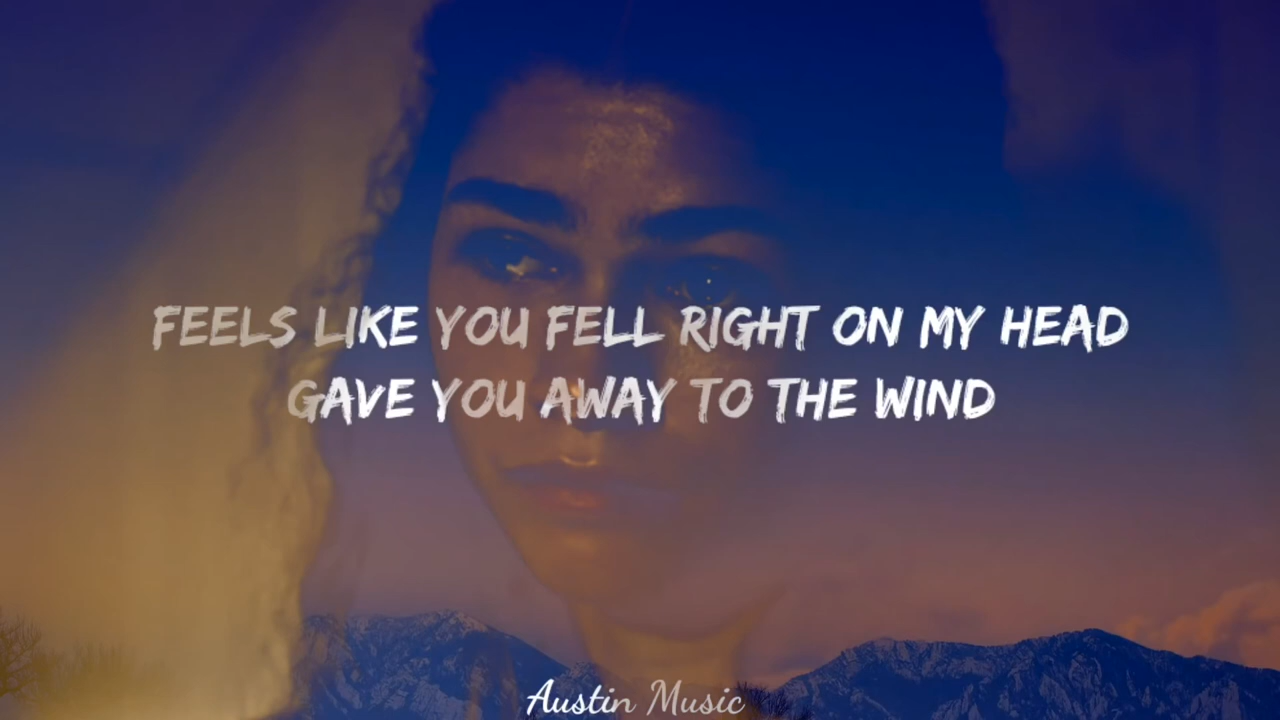 FEELS LIKE YOU FELL RIGHT ON MY HEAD
GAVE YOU AWAY TO THE WIND
Austin Music